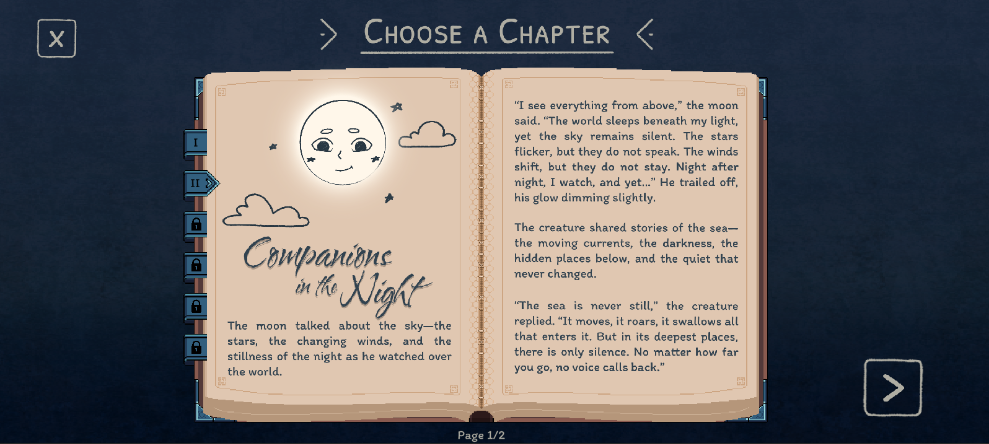 X
CHOOSE A CHAPTER
I
II
Companions
in the Night
The moon talked about the sky—the
stars, the changing winds, and the
stillness of the night as he watched over
the world.
“I see everything from above,” the moon
said. “The world sleeps beneath my light,
yet the sky remains silent. The stars
flicker, but they do not speak. The winds
shift, but they do not stay. Night after
night, I watch, and yet...” He trailed off,
his glow dimming slightly.
The creature shared stories of the sea—
the moving currents, the darkness, the
hidden places below, and the quiet that
never changed.
“The sea is never still,” the creature
replied. “It moves, it roars, it swallows all
that enters it. But in its deepest places,
there is only silence. No matter how far
you go, no voice calls back.”
Page 1/2